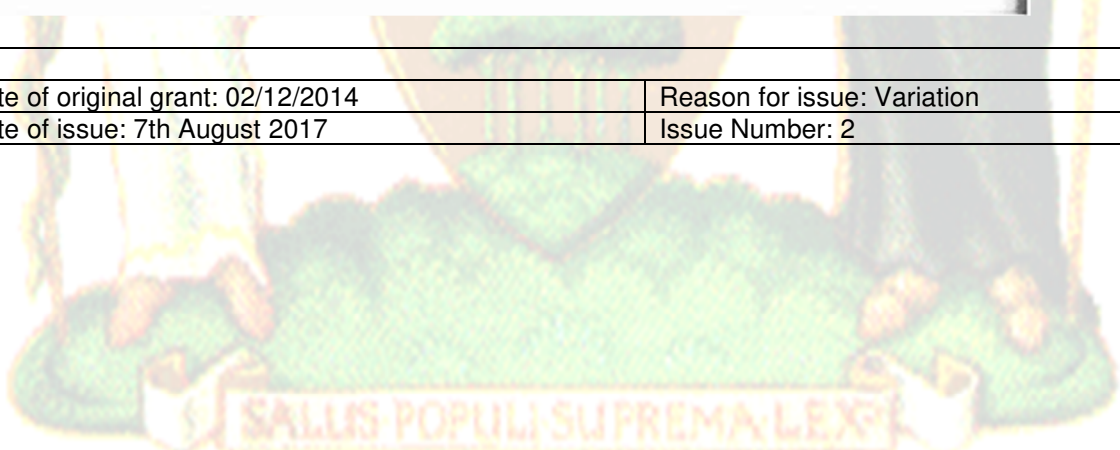 te of original grant: 02/12/2014
Reason for issue: Variation
te of issue: 7th August 2017
Issue Number: 2
SALUS·POPULI·SUPREMA·LEX